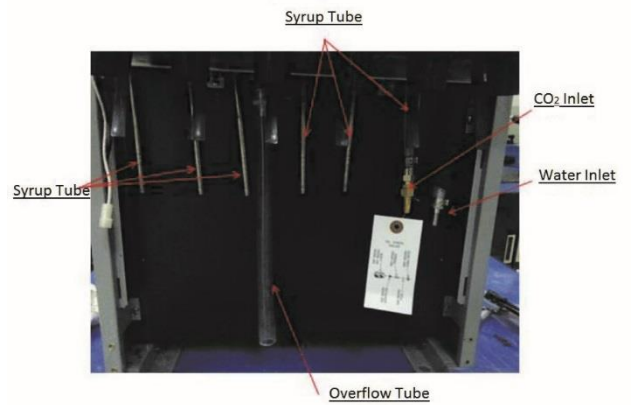 Syrup Tube
CO₂ Inlet
Water Inlet
Syrup Tube
Overflow Tube